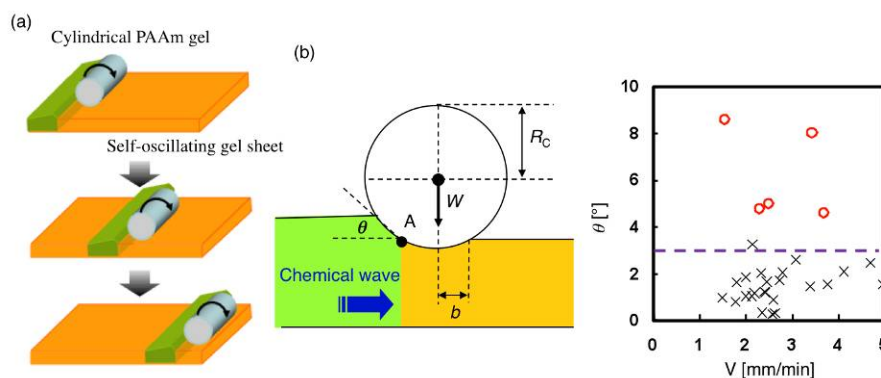 (a)
Cylindrical PAAm gel
Self-oscillating gel sheet
(b)
R_C
W
A
θ
Chemical wave
b
θ [°]
10
8
6
4
2
0
0 1 2 3 4 5
V [mm/min]